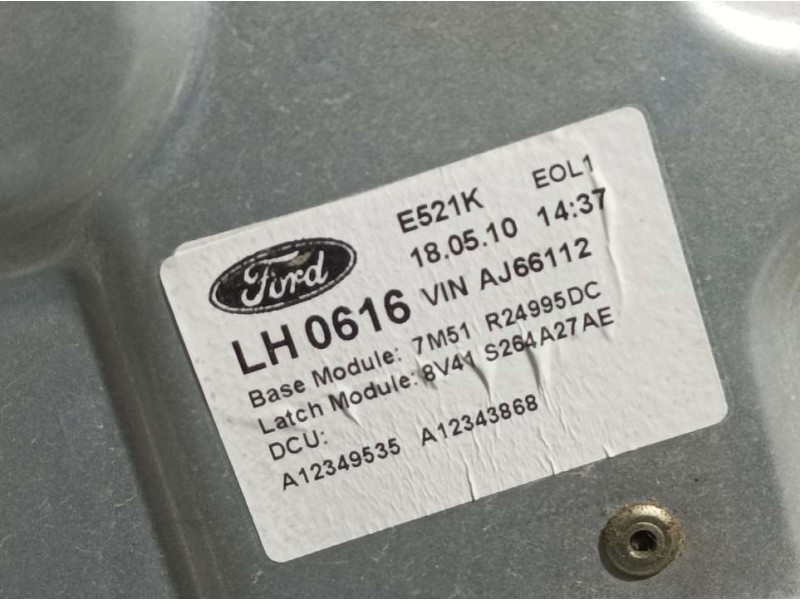 E521K EOL1
18.05.10 14:37
Ford
LH 0616 VIN AJ66112
Base Module: 7M51 R24995DC
Latch Module: 8V41 S264A27AE
DCU:
A12349535 A12343868